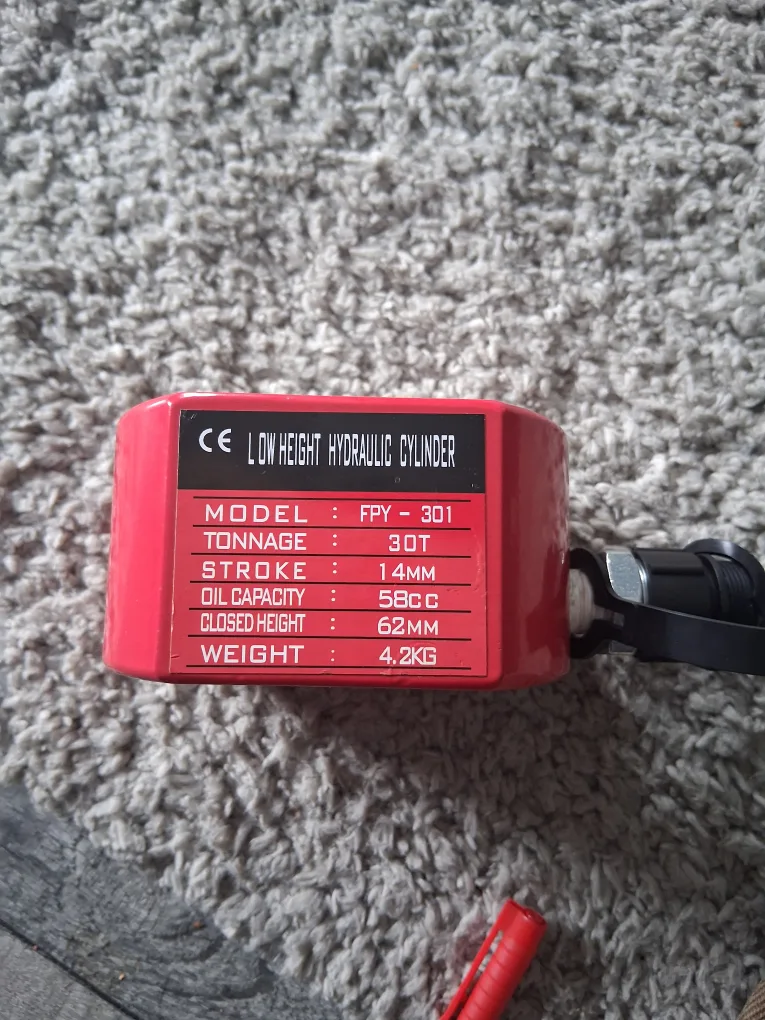 CE LOW HEIGHT HYDRAULIC CYLINDER
MODEL : FPY - 301
TONNAGE : 30T
STROKE : 14MM
OIL CAPACITY : 58CC
CLOSED HEIGHT : 62MM
WEIGHT : 4.2KG